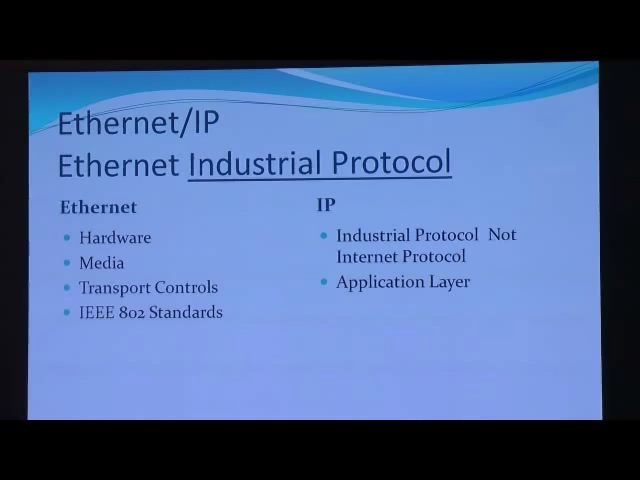 Ethernet/IP
Ethernet Industrial Protocol
Ethernet
Hardware
Media
Transport Controls
IEEE 802 Standards
IP
Industrial Protocol Not
Internet Protocol
Application Layer